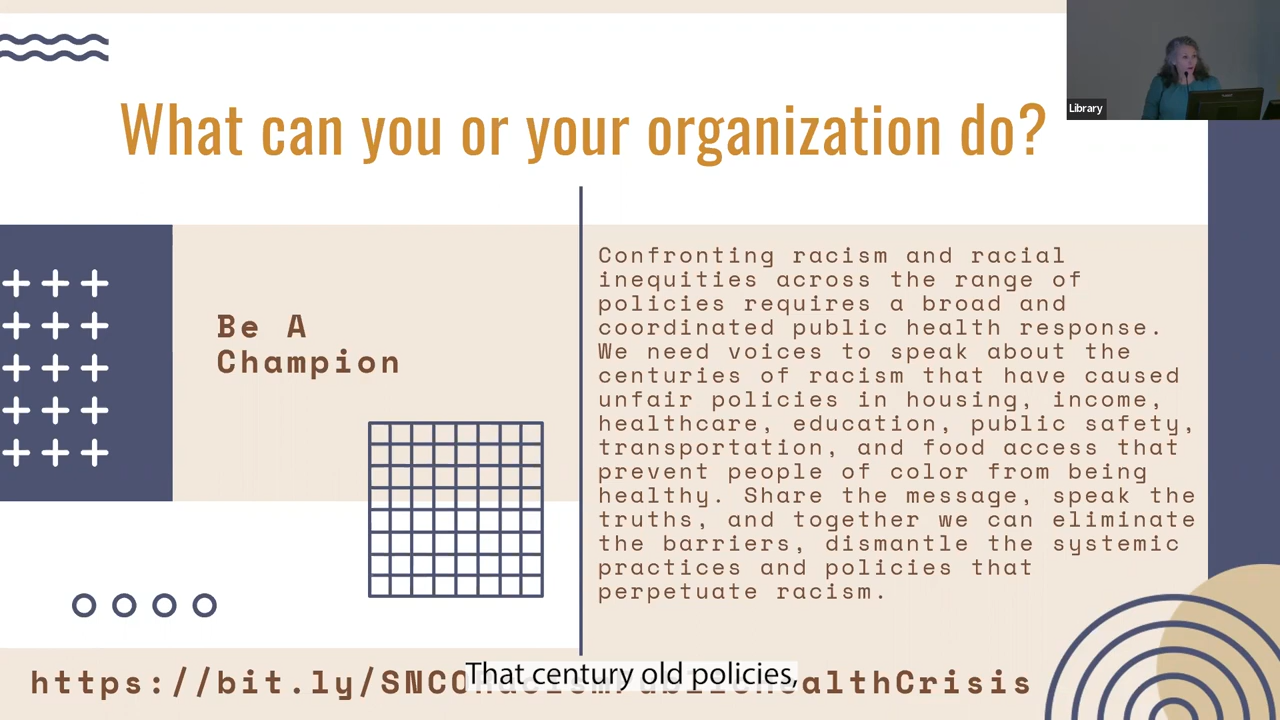 Library
What can you or your organization do?
Be A
Champion
Confronting racism and racial
inequities across the range of
policies requires a broad and
coordinated public health response.
We need voices to speak about the
centuries of racism that have caused
unfair policies in housing, income,
healthcare, education, public safety,
transportation, and food access that
prevent people of color from being
healthy. Share the message, speak the
truths, and together we can eliminate
the barriers, dismantle the systemic
practices and policies that
perpetuate racism.
https://bit.ly/SNCORacismPublicHealthCrisis
That century old policies,